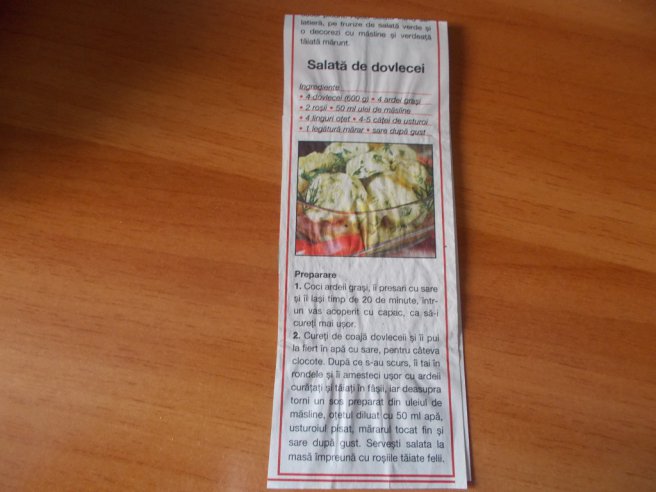 latieră, pe frunze de salată verde și
o decorezi cu măsline și verdeață
tăiată mărunt.
Salată de dovlecei
Ingrediente
• 4 dovlecei (600 g) • 4 ardei grași
• 2 roșii • 50 ml ulei de măsline
• 4 linguri oțet • 4-5 căței de usturoi
• 1 legătură mărar • sare după gust
Preparare
1. Coci ardeii grași, îi presari cu sare
și îi lași timp de 20 de minute, într-
un vas acoperit cu capac, ca să-i
cureți mai ușor.
2. Cureți de coajă dovleceii și îi pui
la fiert în apă cu sare, pentru câteva
clocote. După ce s-au scurs, îi tai în
rondele și îi amesteci ușor cu ardeii
curățați și tăiați în fâșii, iar deasupra
torni un sos preparat din uleiul de
măsline, oțetul diluat cu 50 ml apă,
usturoiul pisat, mărarul tocat fin și
sare după gust. Servești salata la
masă împreună cu roșiile tăiate felii.